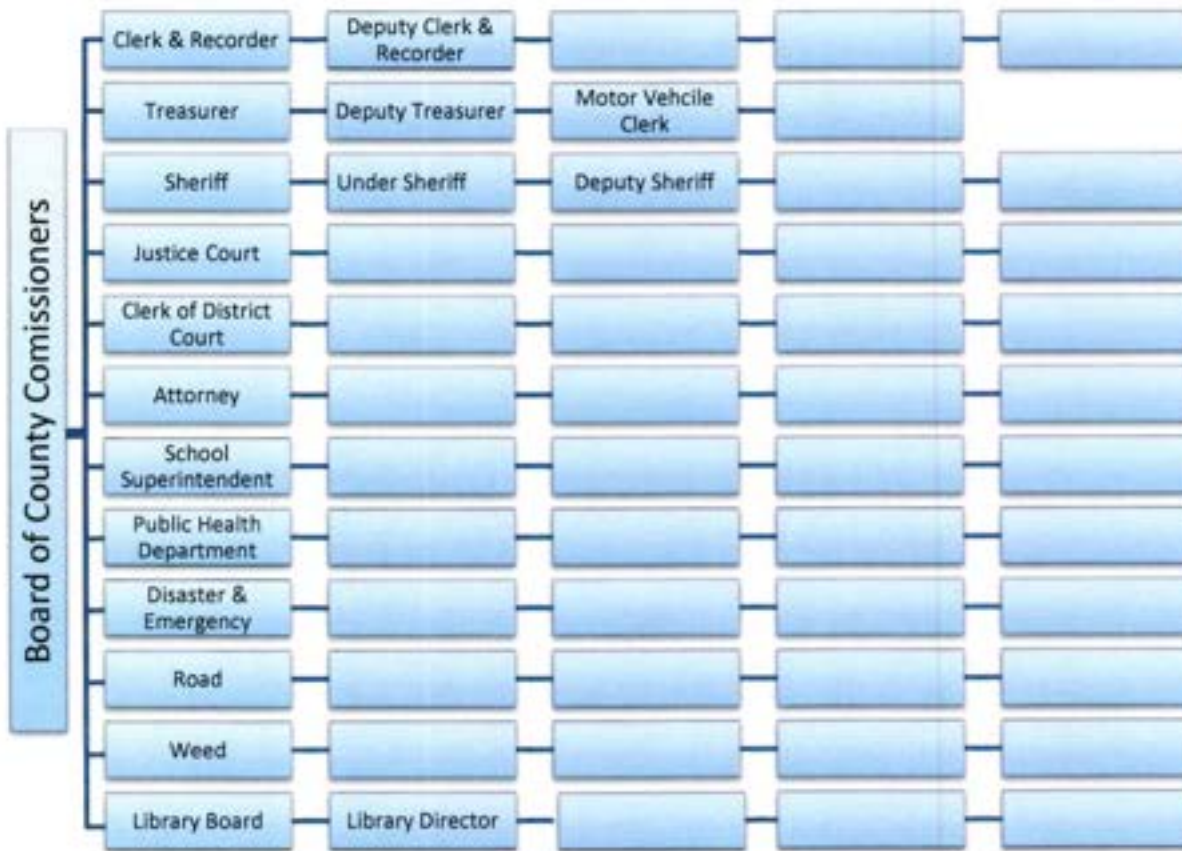 Board of County Comissioners
Clerk & Recorder
Deputy Clerk &
Recorder
Treasurer
Deputy Treasurer
Motor Vehcile
Clerk
Sheriff
Under Sheriff
Deputy Sheriff
Justice Court
Clerk of District
Court
Attorney
School
Superintendent
Public Health
Department
Disaster &
Emergency
Road
Weed
Library Board
Library Director